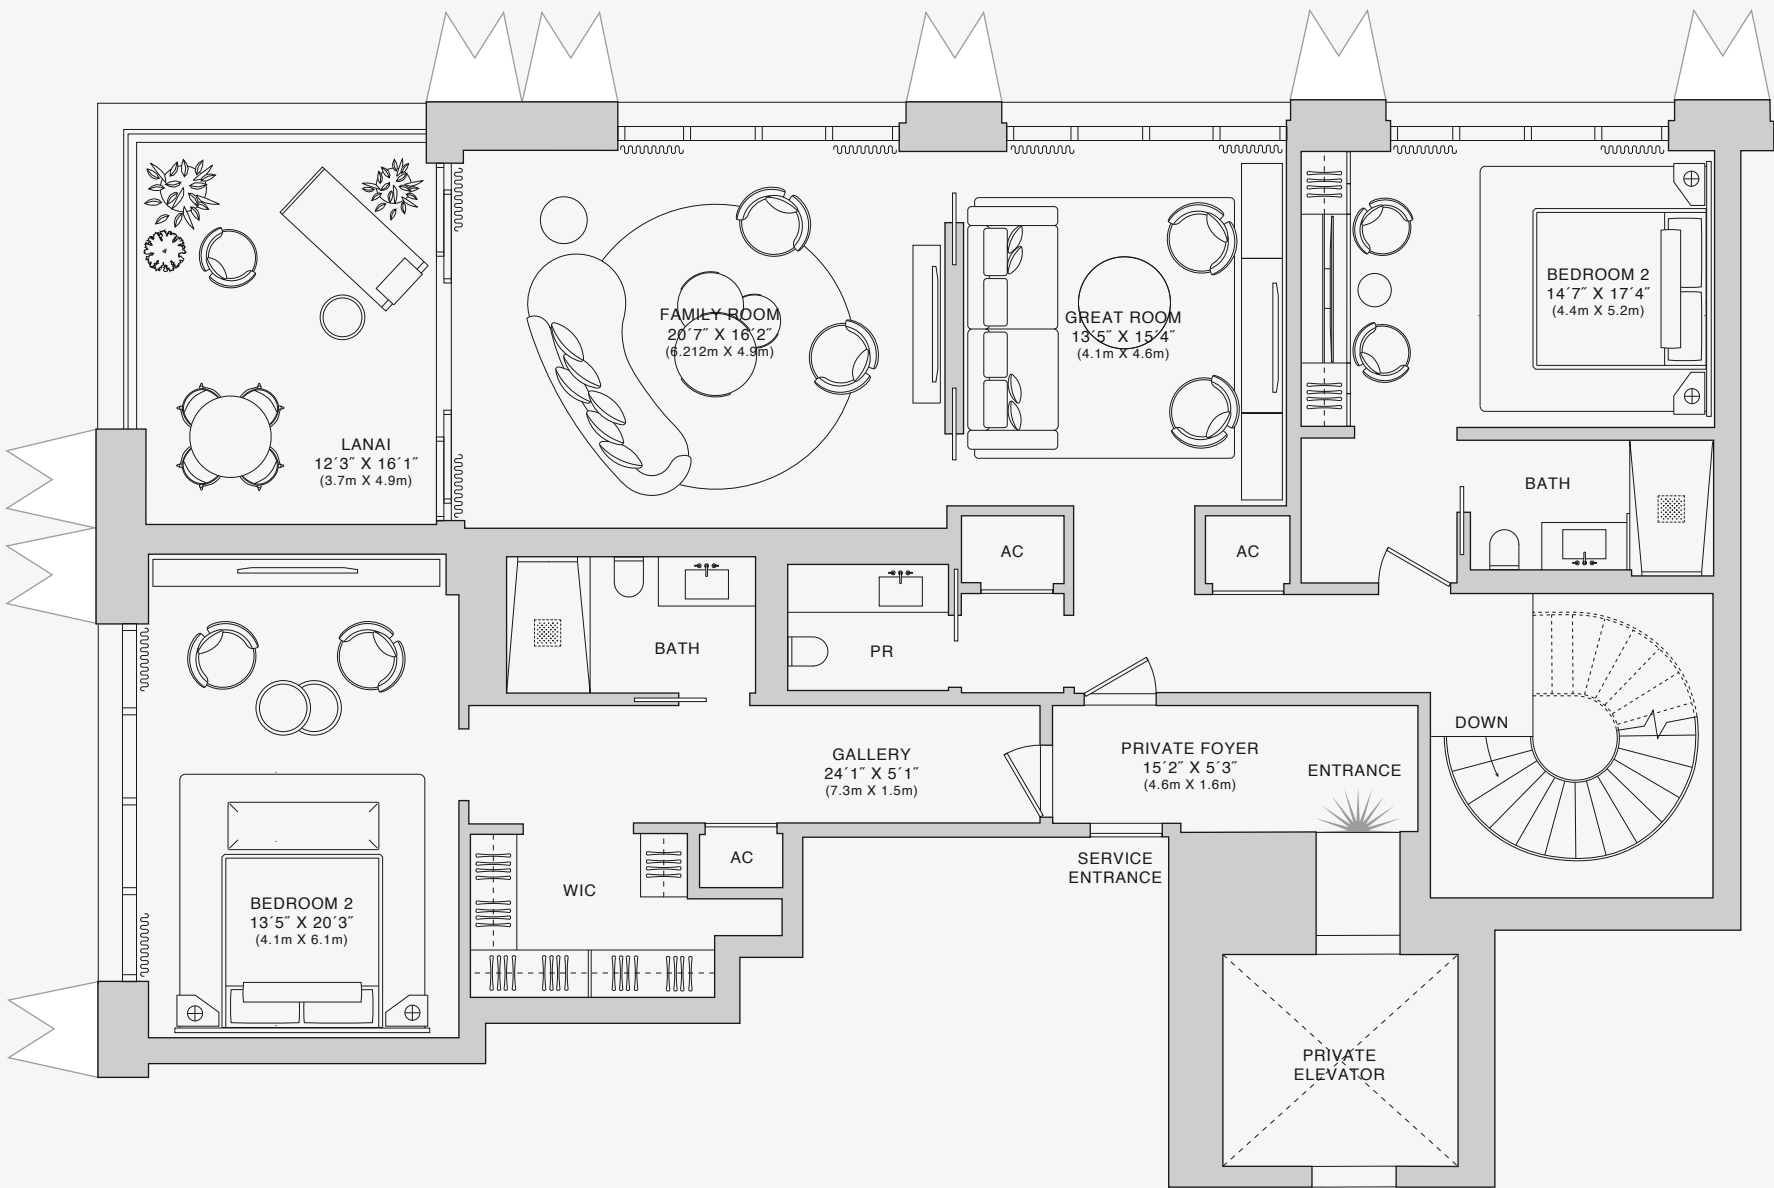 BEDROOM 2
14´7˝ X 17´4˝
(4.4m X 5.2m)
FAMILY ROOM
20´7˝ X 16´2˝
(6.212m X 4.9m)
GREAT ROOM
13´5˝ X 15´4˝
(4.1m X 4.6m)
LANAI
12´3˝ X 16´1˝
(3.7m X 4.9m)
BATH
AC
AC
BATH
PR
DOWN
GALLERY
24´1˝ X 5´1˝
(7.3m X 1.5m)
PRIVATE FOYER
15´2˝ X 5´3˝
(4.6m X 1.6m)
ENTRANCE
AC
SERVICE
ENTRANCE
WIC
BEDROOM 2
13´5˝ X 20´3˝
(4.1m X 6.1m)
PRIVATE
ELEVATOR